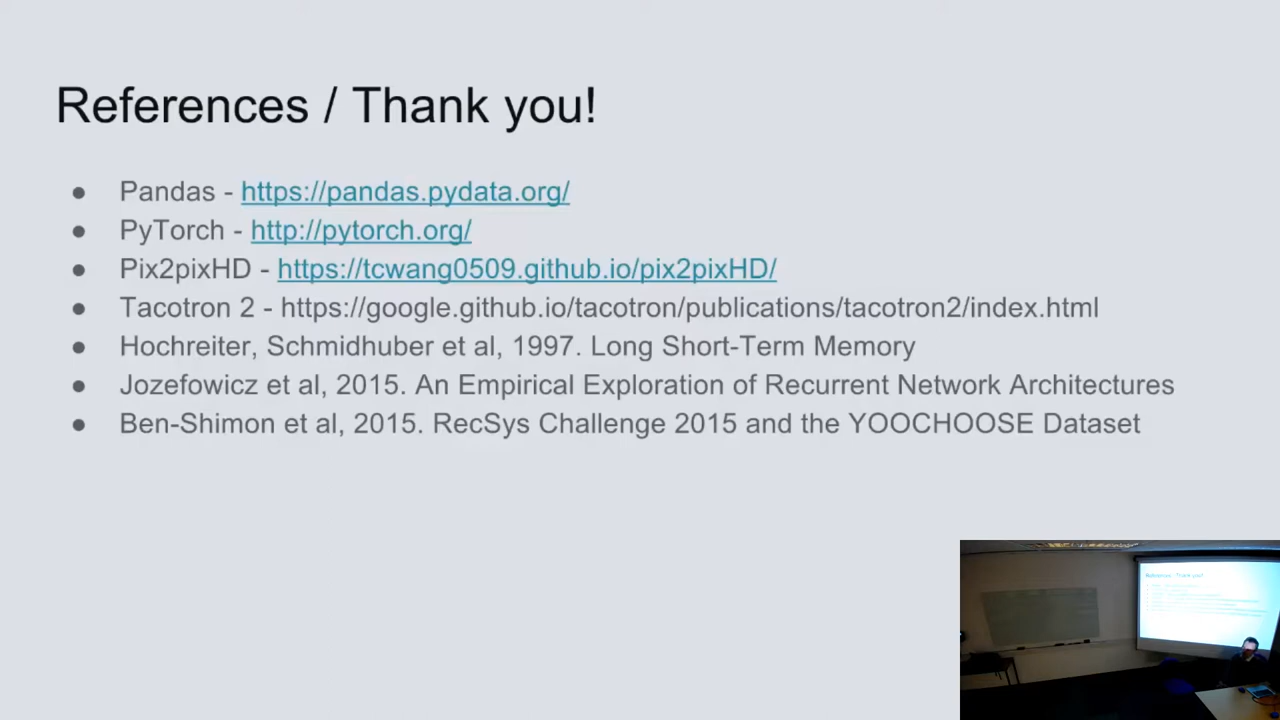 References / Thank you!
● Pandas - https://pandas.pydata.org/
● PyTorch - http://pytorch.org/
● Pix2pixHD - https://tcwang0509.github.io/pix2pixHD/
● Tacotron 2 - https://google.github.io/tacotron/publications/tacotron2/index.html
● Hochreiter, Schmidhuber et al, 1997. Long Short-Term Memory
● Jozefowicz et al, 2015. An Empirical Exploration of Recurrent Network Architectures
● Ben-Shimon et al, 2015. RecSys Challenge 2015 and the YOOCHOOSE Dataset
References / Thank you!